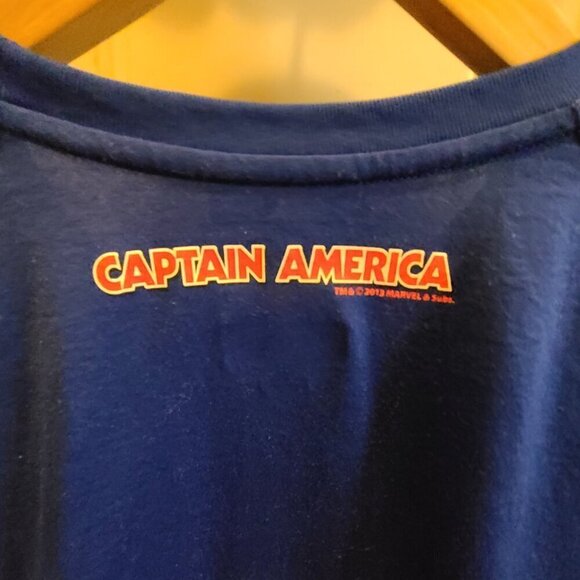 CAPTAIN AMERICA
TM & © 2013 MARVEL & Subs.